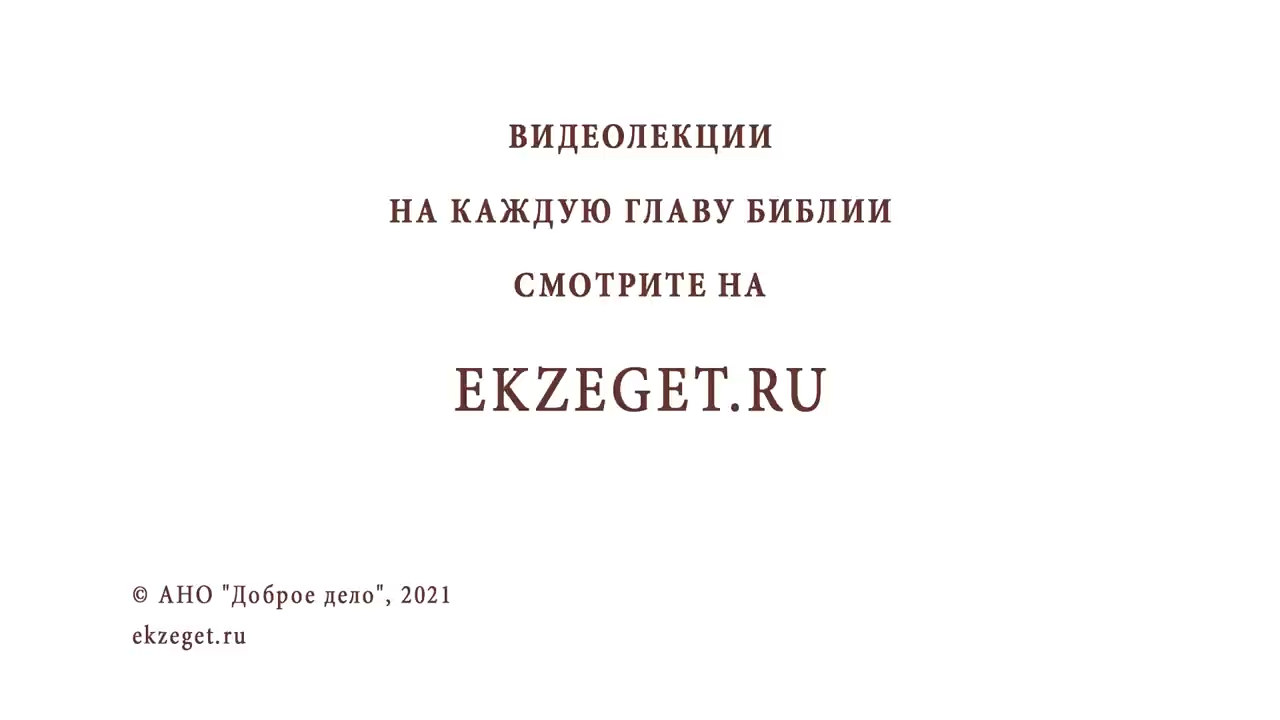 ВИДЕОЛЕКЦИИ
НА КАЖДУЮ ГЛАВУ БИБЛИИ
СМОТРИТЕ НА
EKZEGET.RU
© АНО "Доброе дело", 2021
ekzeget.ru